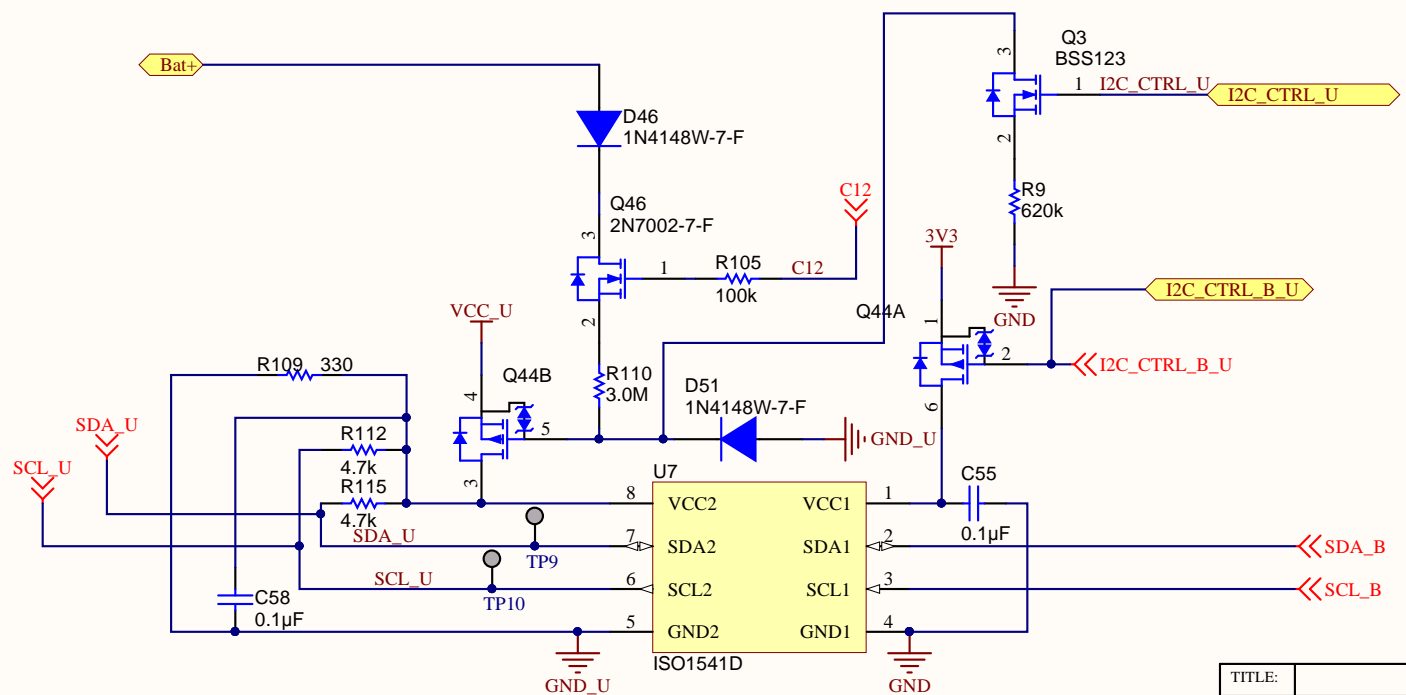 Q3
BSS123
3
1
I2C_CTRL_U
I2C_CTRL_U
2
Bat+
D46
1N4148W-7-F
R9
620k
GND
C12
Q46
2N7002-7-F
3
1
R105
100k
C12
2
3V3
I2C_CTRL_B_U
Q44A
1
2
I2C_CTRL_B_U
6
VCC_U
R109
330
Q44B
4
5
3
R110
3.0M
D51
1N4148W-7-F
GND_U
SDA_U
SCL_U
R112
4.7k
R115
4.7k
U7
8
VCC2
VCC1
1
C55
0.1µF
SDA_U
TP9
7
SDA2
SDA1
2
SDA_B
SCL_U
TP10
6
SCL2
SCL1
3
SCL_B
C58
0.1µF
5
GND2
GND1
4
ISO1541D
GND_U
GND
TITLE: